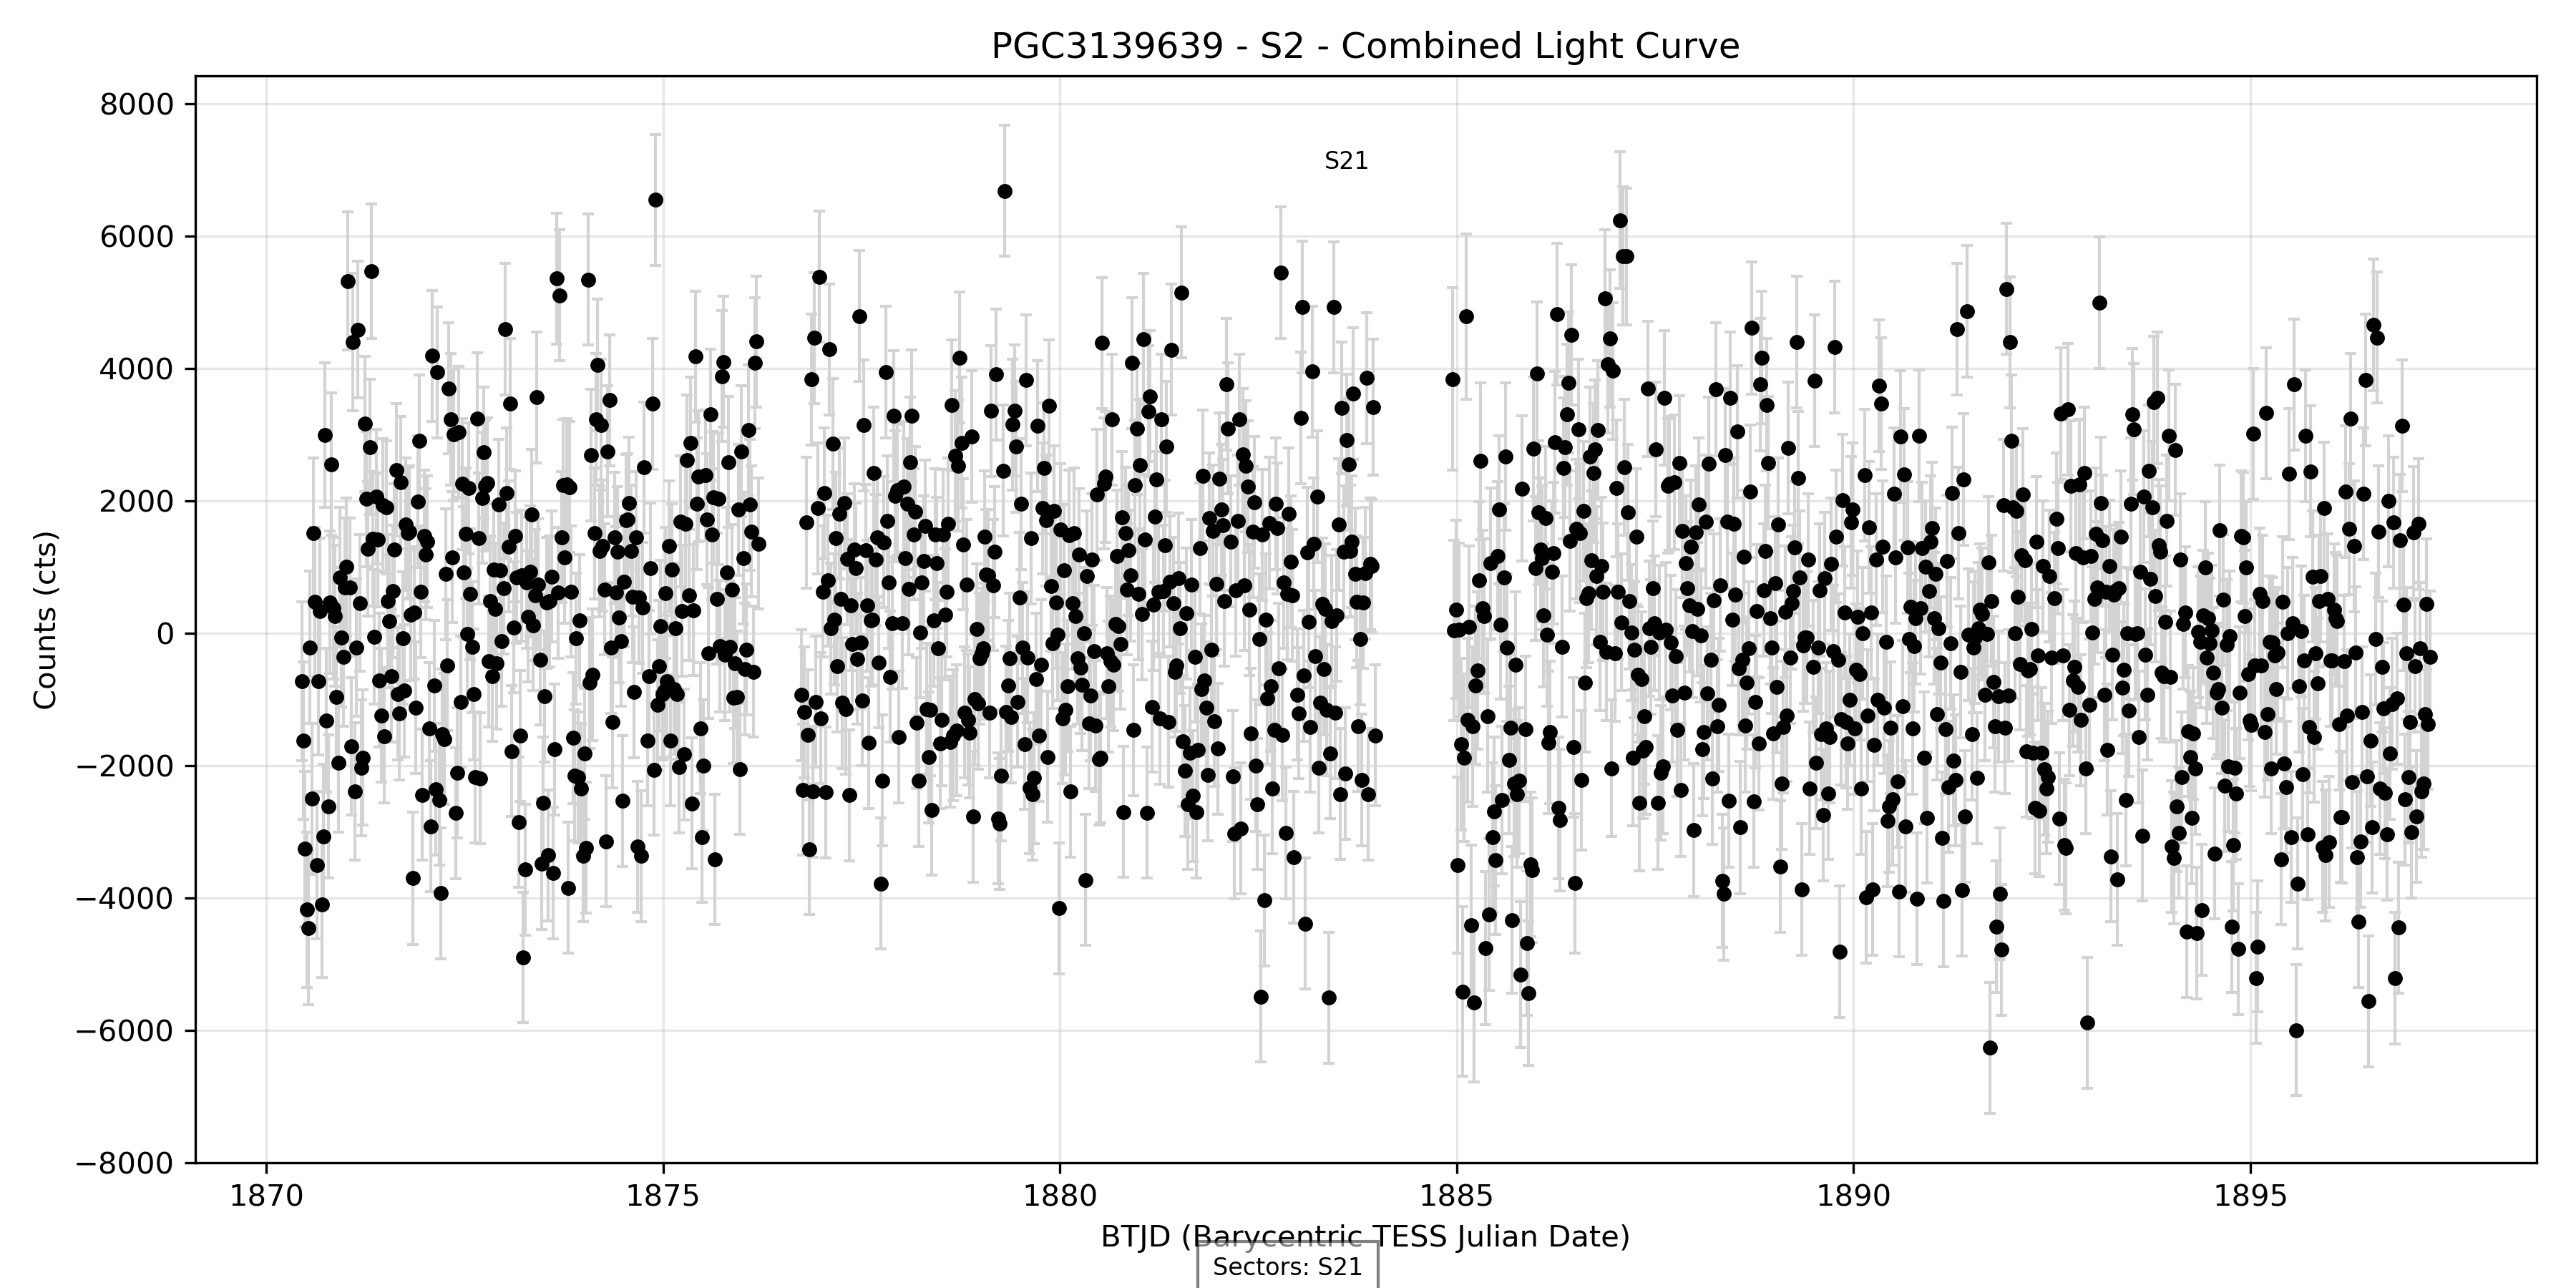 PGC3139639 - S2 - Combined Light Curve
8000
6000
4000
2000
0
−2000
−4000
−6000
−8000
Counts (cts)
S21
1870 1875 1880 1885 1890 1895
BTJD (Barycentric TESS Julian Date)
Sectors: S21